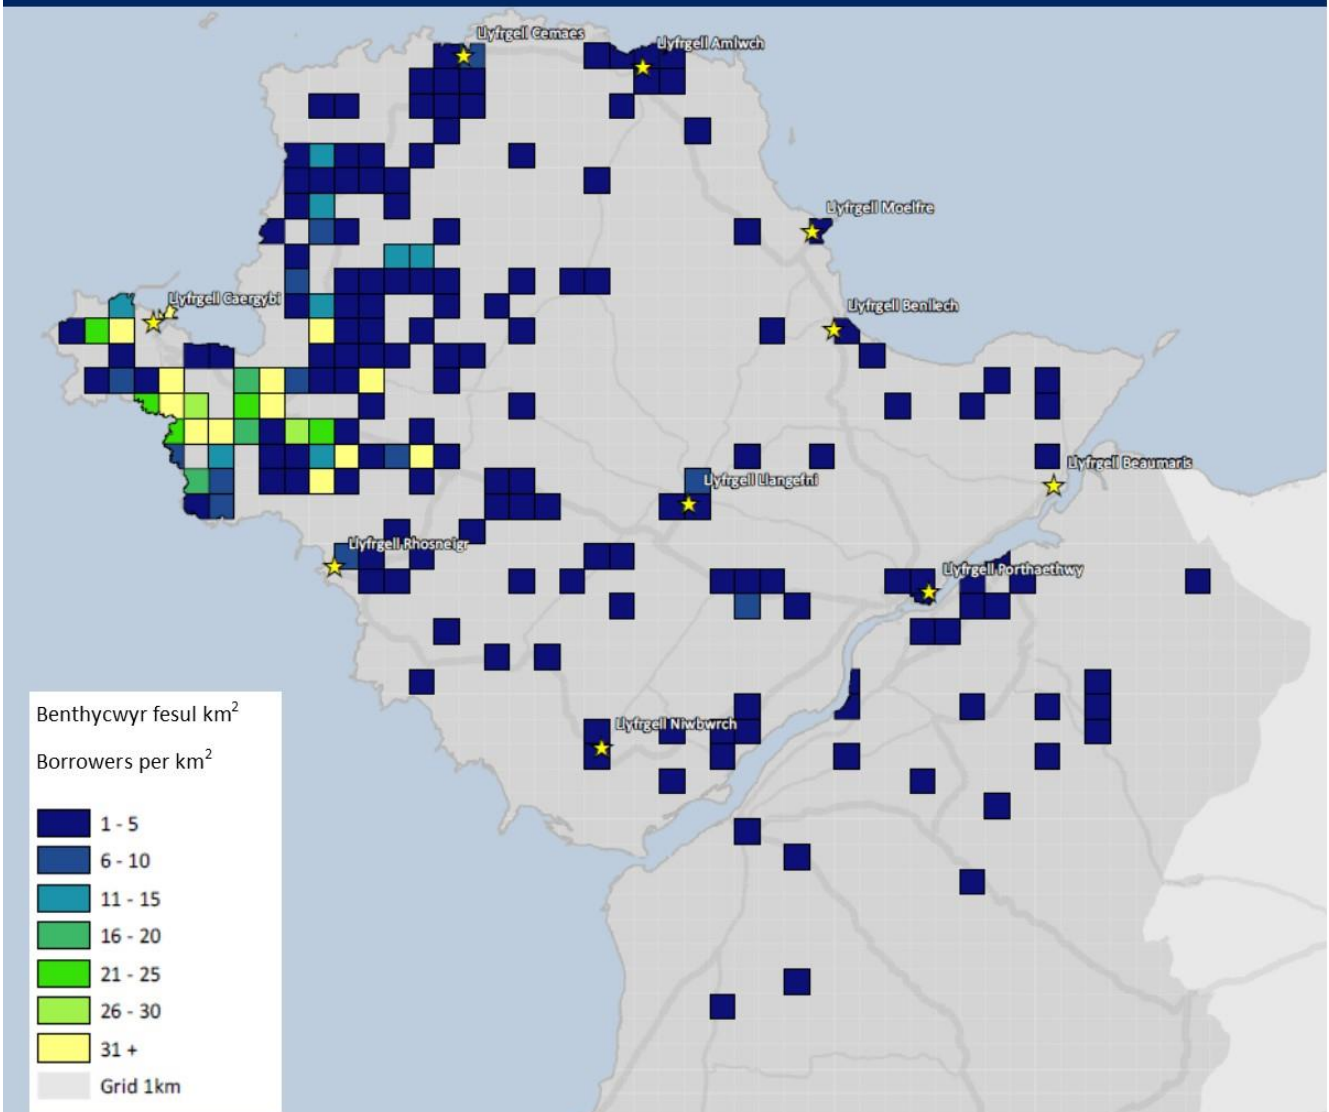 Llyfrgell Cemaes
Llyfrgell Amlwch
Llyfrgell Moelfre
Llyfrgell Caergybi
Llyfrgell Benllech
Llyfrgell Beaumaris
Llyfrgell Llangefni
Llyfrgell Rhosneigr
Llyfrgell Porthaethwy
Llyfrgell Niwbwrch
Benthycwyr fesul km²
Borrowers per km²
1 - 5
6 - 10
11 - 15
16 - 20
21 - 25
26 - 30
31 +
Grid 1km